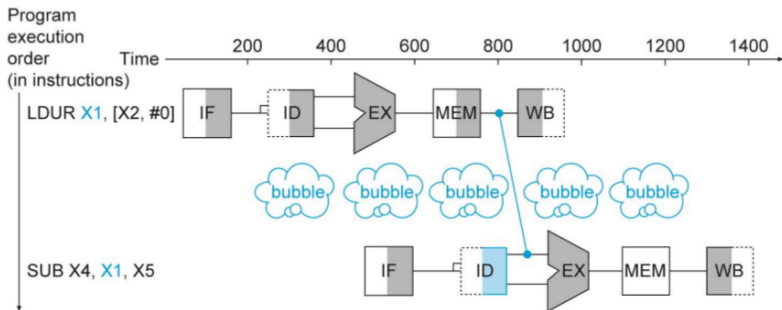 Program
execution
order
(in instructions)
Time
200 400 600 800 1000 1200 1400
LDUR X1, [X2, #0] IF ID EX MEM WB
bubble bubble bubble bubble bubble
SUB X4, X1, X5 IF ID EX MEM WB